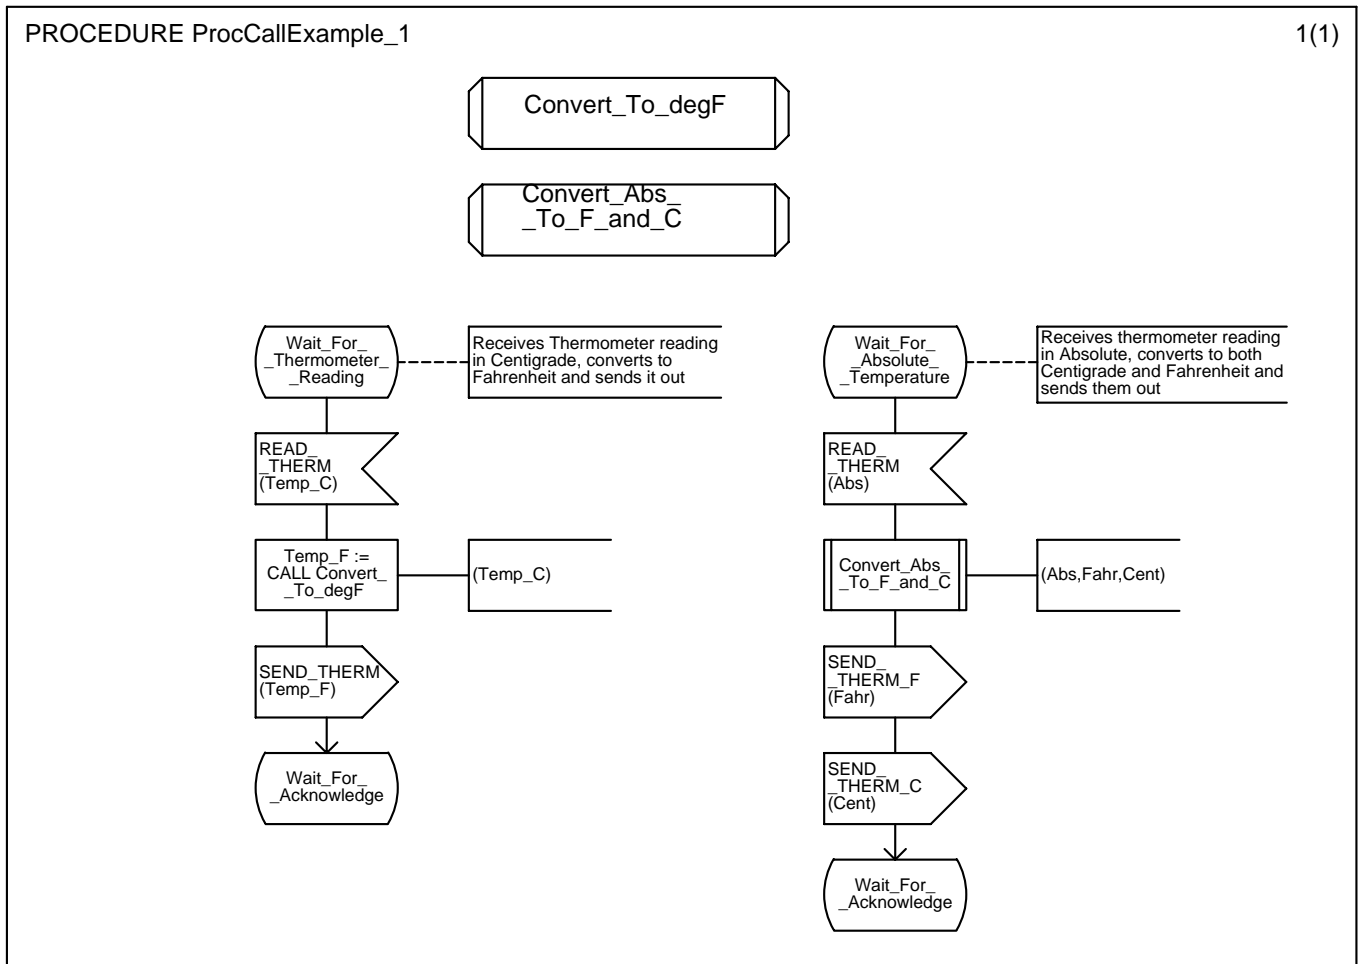 PROCEDURE ProcCallExample_1
1(1)
Convert_To_degF
Convert_Abs_
_To_F_and_C
Wait_For_
_Thermometer_
_Reading
Receives Thermometer reading
in Centigrade, converts to
Fahrenheit and sends it out
READ_
_THERM
(Temp_C)
Temp_F :=
CALL Convert_
_To_degF
(Temp_C)
SEND_THERM
(Temp_F)
Wait_For_
_Acknowledge
Wait_For_
_Absolute_
_Temperature
Receives thermometer reading
in Absolute, converts to both
Centigrade and Fahrenheit and
sends them out
READ_
_THERM
(Abs)
Convert_Abs_
_To_F_and_C
(Abs,Fahr,Cent)
SEND_
_THERM_F
(Fahr)
SEND_
_THERM_C
(Cent)
Wait_For_
_Acknowledge